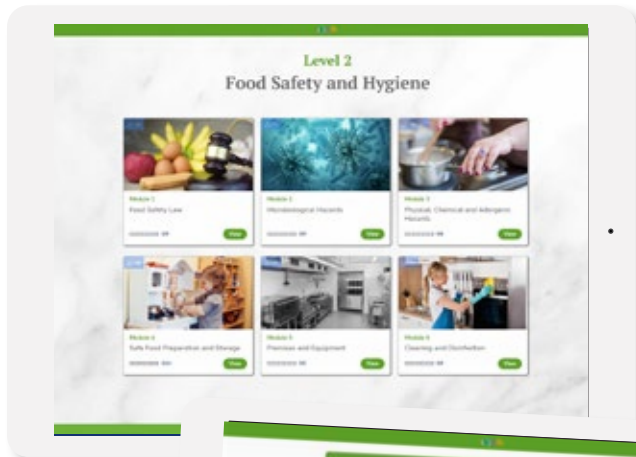 Level 2
Food Safety and Hygiene
Module 1
Food Safety Law
View
Module 2
Microbiological Hazards
View
Module 3
Physical, Chemical and Allergenic
Hazards
View
Module 4
Safe Food Preparation and Storage
View
Module 5
Premises and Equipment
View
Module 6
Cleaning and Disinfection
View